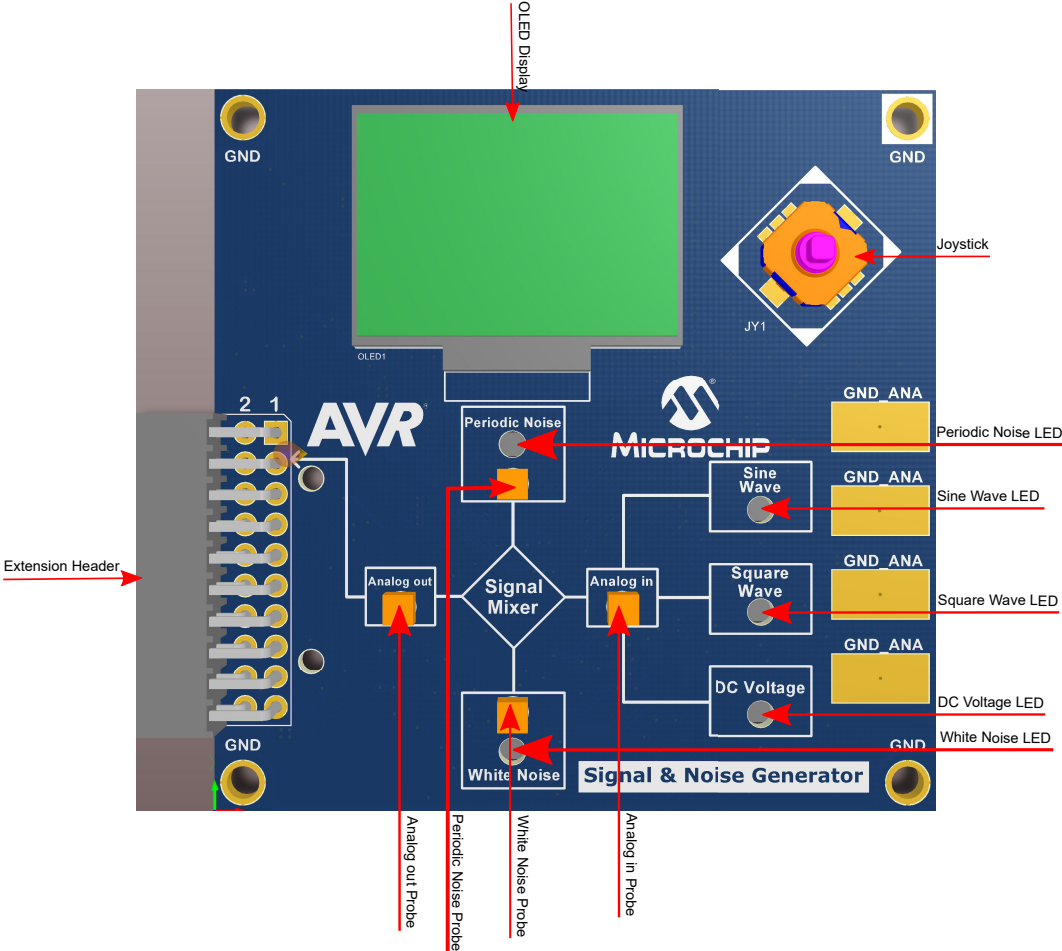 OLED Display
GND
GND
Joystick
JY1
OLED1
2 1
AVR
Periodic Noise
MICROCHIP
GND_ANA
Periodic Noise LED
Sine
Wave
GND_ANA
Sine Wave LED
Extension Header
Analog out
Signal
Mixer
Analog in
Square
Wave
GND_ANA
Square Wave LED
GND_ANA
DC Voltage
DC Voltage LED
GND
White Noise
GND
White Noise LED
Signal & Noise Generator
Analog out Probe
Periodic Noise Probe
White Noise Probe
Analog in Probe